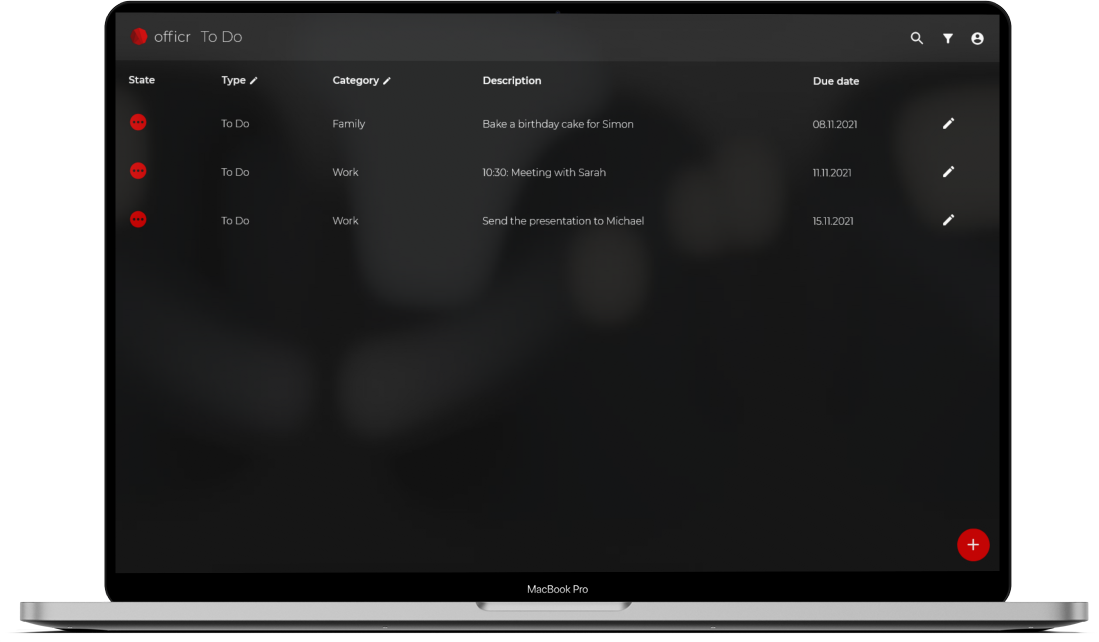 officr To Do
State Type Category Description Due date
To Do Family Bake a birthday cake for Simon 08.11.2021
To Do Work 10:30: Meeting with Sarah 11.11.2021
To Do Work Send the presentation to Michael 15.11.2021
MacBook Pro